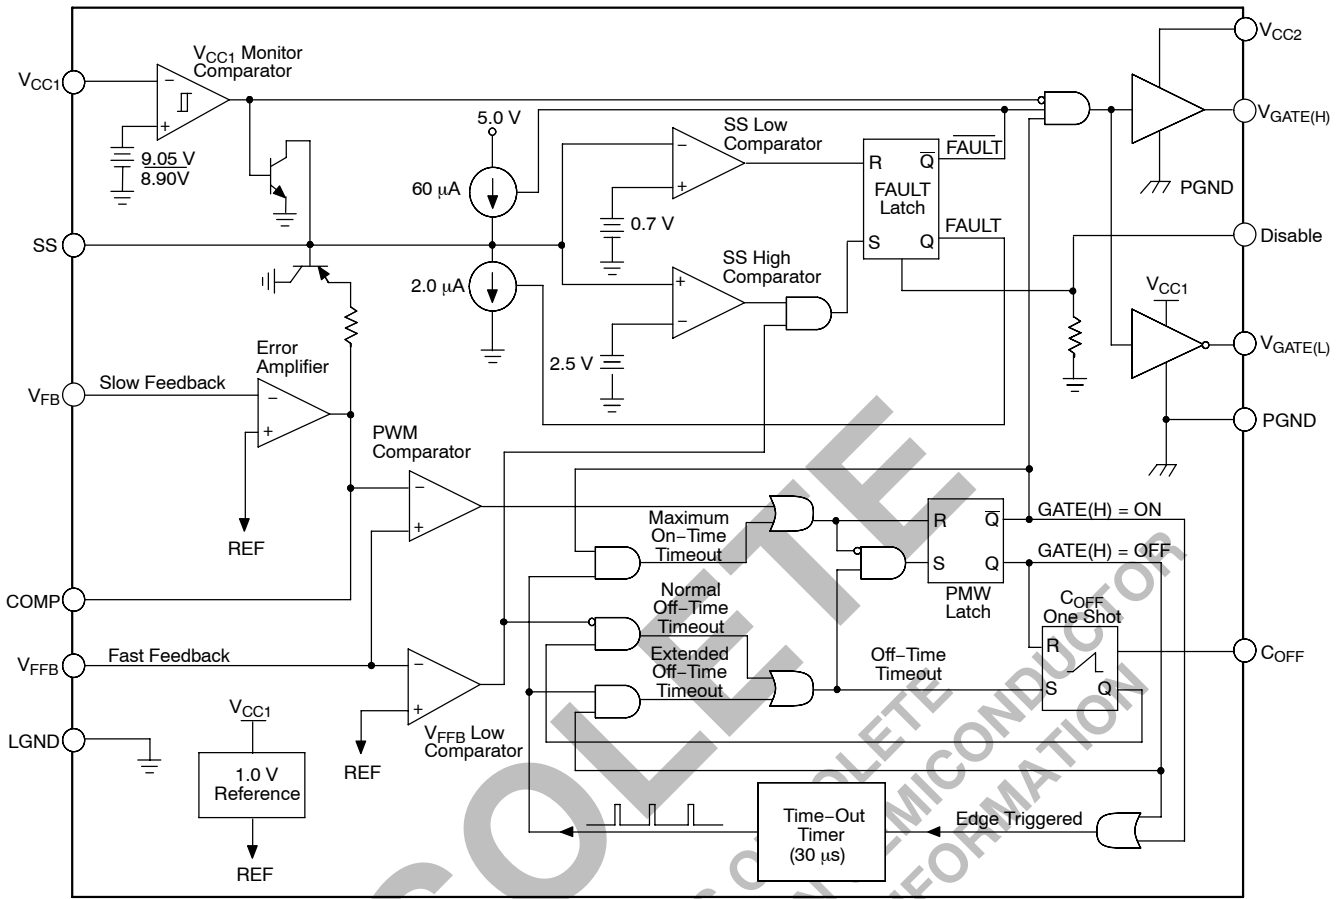 VCC1
VCC1 Monitor
Comparator
−
+
9.05 V
8.90V
5.0 V
60 μA
SS Low
Comparator
−
+
0.7 V
R
Q
FAULT
FAULT
Latch
S
Q
FAULT
VCC2
VGATE(H)
PGND
SS
2.0 μA
SS High
Comparator
+
−
2.5 V
Disable
VCC1
VGATE(L)
PGND
Error
Amplifier
VFB
Slow Feedback
−
+
REF
PWM
Comparator
−
+
Maximum
On−Time
Timeout
R
Q
S
Q
PMW
Latch
GATE(H) = ON
GATE(H) = OFF
COMP
Normal
Off−Time
Timeout
COFF
One Shot
R
S
Q
COFF
VFFB
Fast Feedback
−
+
REF
VFFB Low
Comparator
Extended
Off−Time
Timeout
Off−Time
Timeout
LGND
VCC1
1.0 V
Reference
REF
Time−Out
Timer
(30 μs)
Edge Triggered
OLETE
OLETE
SEMICONDUCTOR
INFORMATION